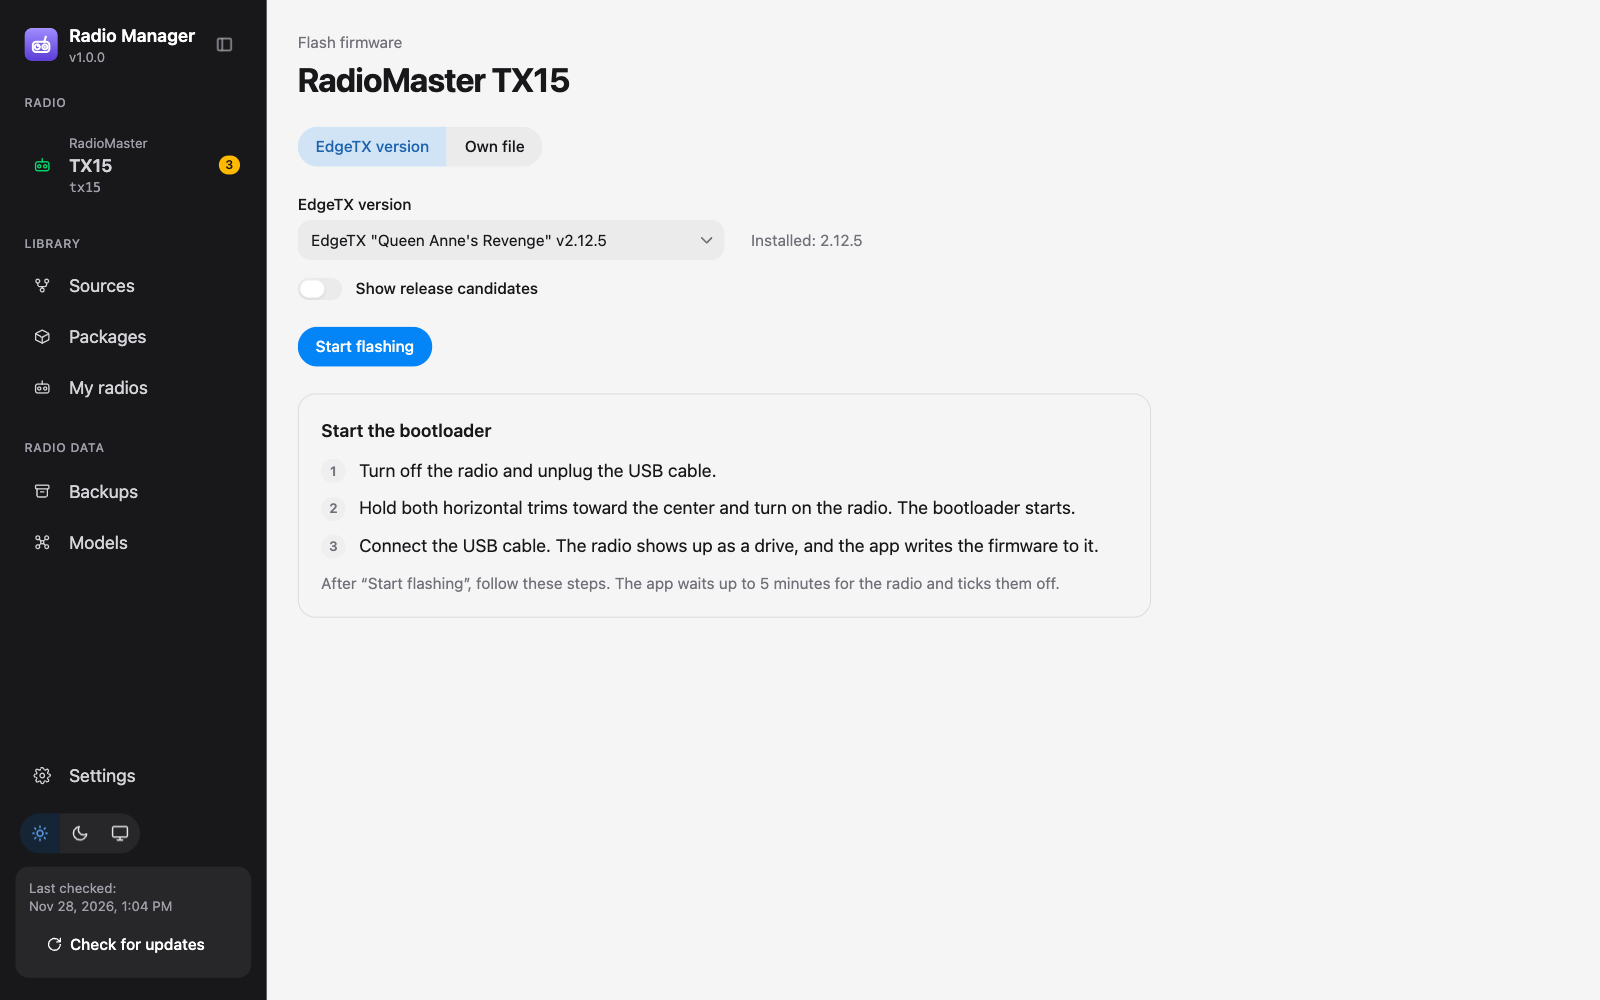 Radio Manager
v1.0.0
RADIO
RadioMaster
TX15
tx15
3
LIBRARY
Sources
Packages
My radios
RADIO DATA
Backups
Models
Settings
Last checked:
Nov 28, 2026, 1:04 PM
Check for updates
Flash firmware
RadioMaster TX15
EdgeTX version
Own file
EdgeTX version
EdgeTX "Queen Anne's Revenge" v2.12.5
Installed: 2.12.5
Show release candidates
Start flashing
Start the bootloader
1 Turn off the radio and unplug the USB cable.
2 Hold both horizontal trims toward the center and turn on the radio. The bootloader starts.
3 Connect the USB cable. The radio shows up as a drive, and the app writes the firmware to it.
After “Start flashing”, follow these steps. The app waits up to 5 minutes for the radio and ticks them off.